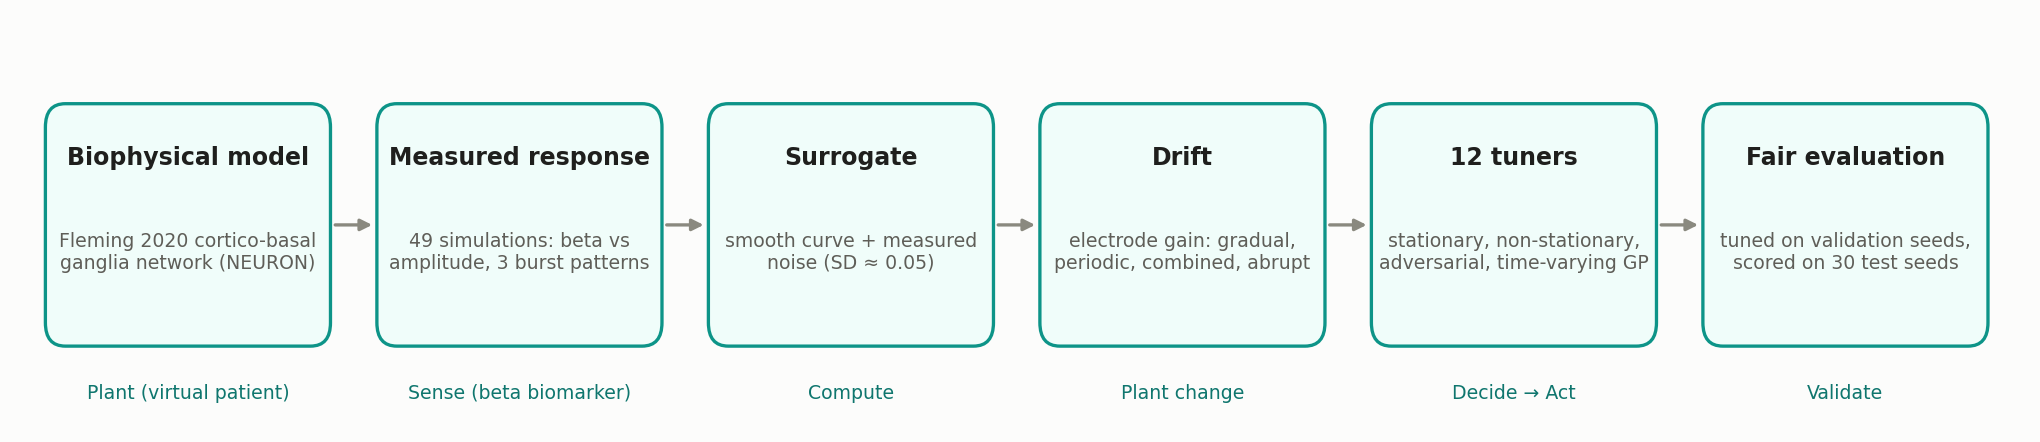 Biophysical model
Fleming 2020 cortico-basal
ganglia network (NEURON)
Plant (virtual patient)
Measured response
49 simulations: beta vs
amplitude, 3 burst patterns
Sense (beta biomarker)
Surrogate
smooth curve + measured
noise (SD ≈ 0.05)
Compute
Drift
electrode gain: gradual,
periodic, combined, abrupt
Plant change
12 tuners
stationary, non-stationary,
adversarial, time-varying GP
Decide → Act
Fair evaluation
tuned on validation seeds,
scored on 30 test seeds
Validate